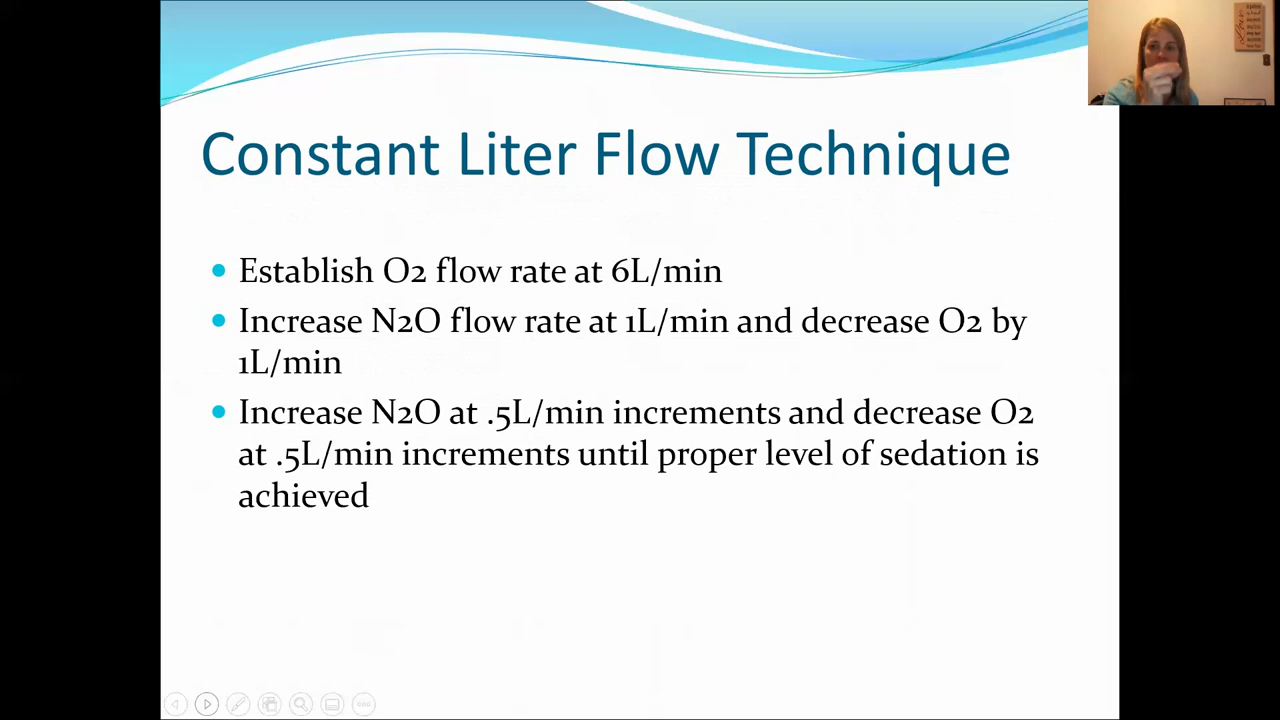 Constant Liter Flow Technique
Establish O2 flow rate at 6L/min
Increase N2O flow rate at 1L/min and decrease O2 by
1L/min
Increase N2O at .5L/min increments and decrease O2
at .5L/min increments until proper level of sedation is
achieved